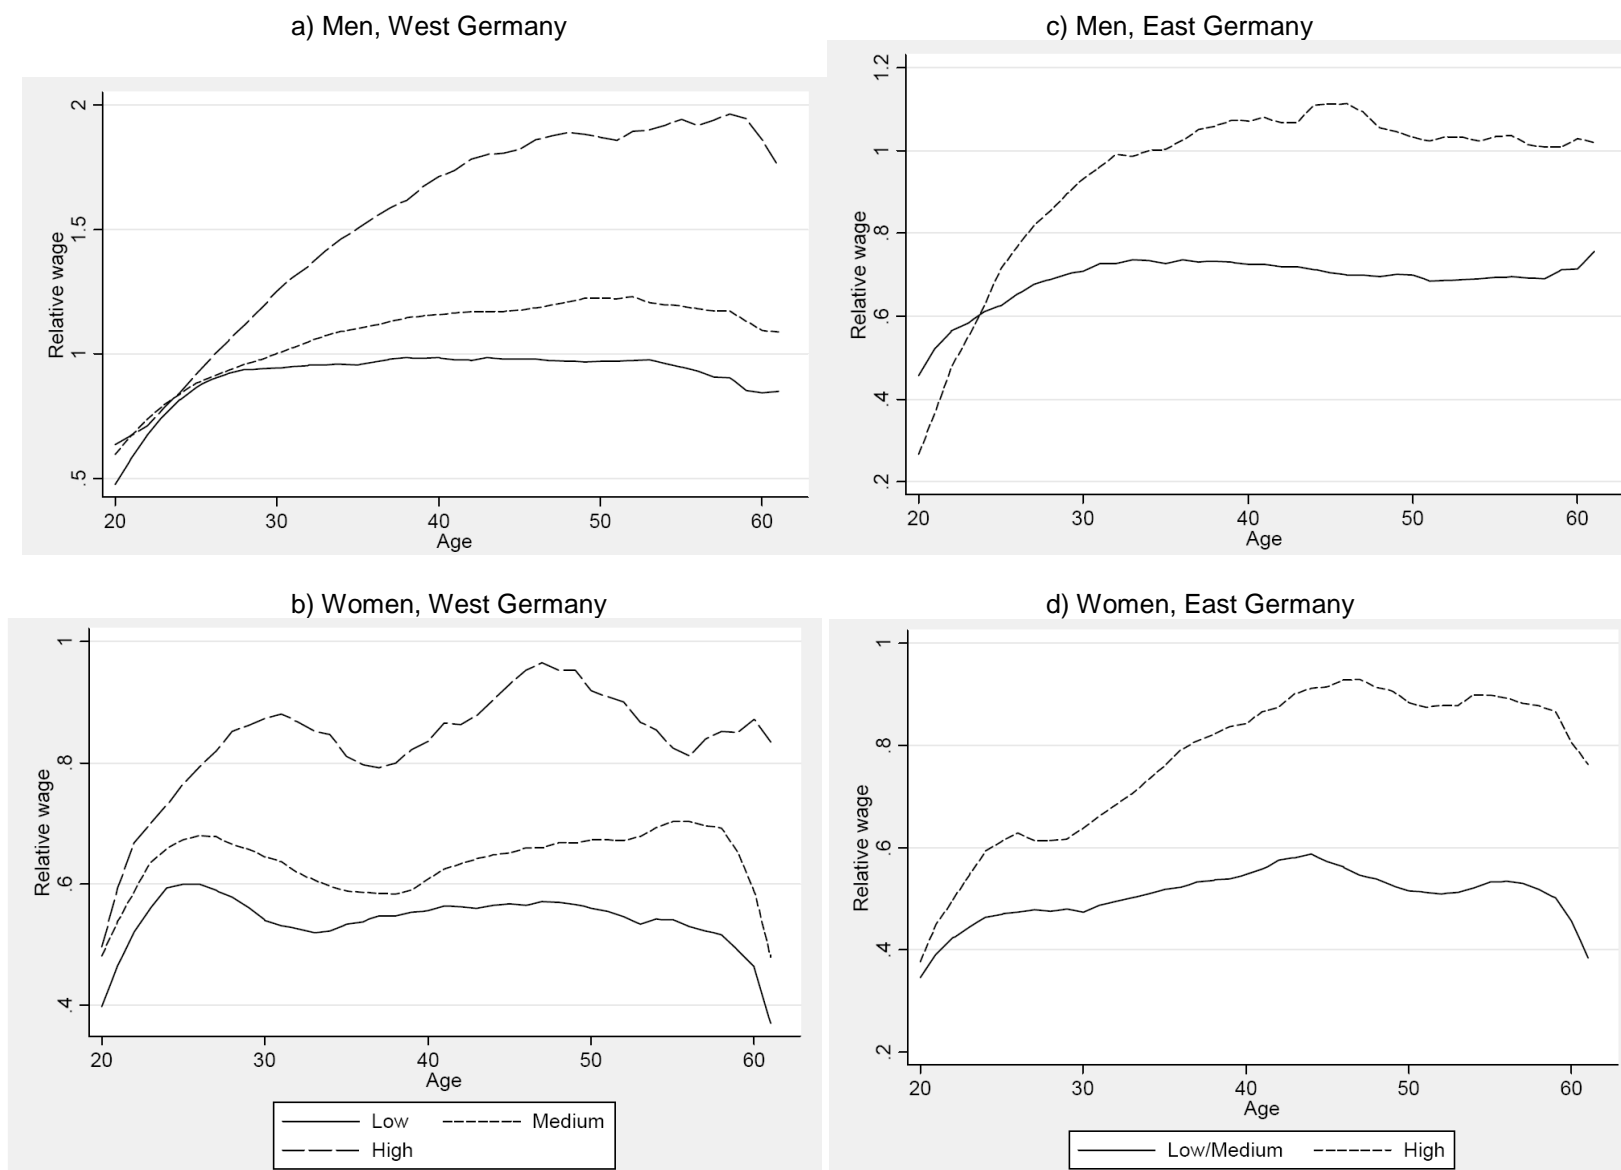 a) Men, West Germany
Relative wage
2
1.5
1
.5
20 30 40 50 60
Age
c) Men, East Germany
Relative wage
1.2
1
.8
.6
.4
.2
20 30 40 50 60
Age
b) Women, West Germany
Relative wage
1
.8
.6
.4
20 30 40 50 60
Age
Low Medium
High
d) Women, East Germany
Relative wage
1
.8
.6
.4
.2
20 30 40 50 60
Age
Low/Medium High